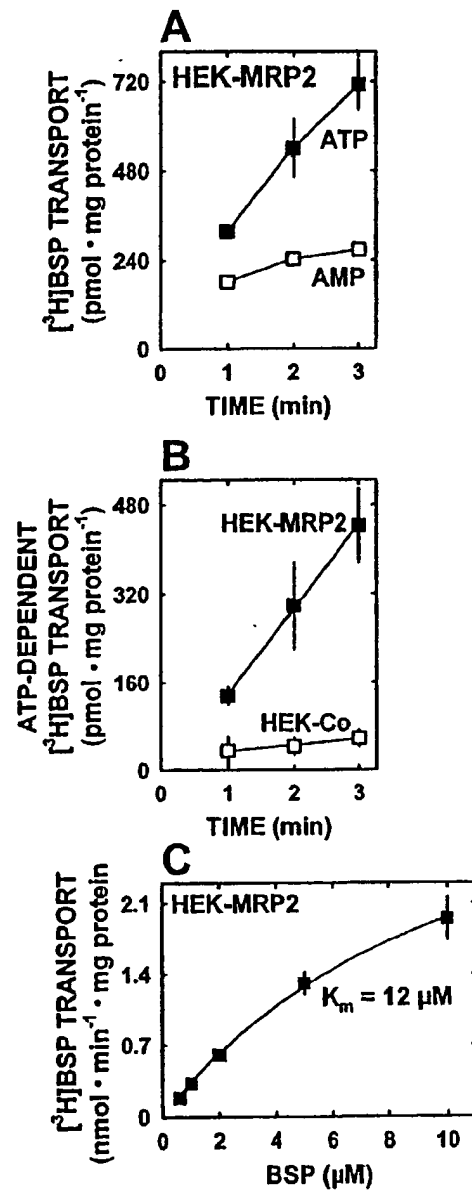 A
HEK-MRP2
ATP
AMP
[³H]BSP TRANSPORT
(pmol • mg protein⁻¹)
720
480
240
0
0 1 2 3
TIME (min)
B
HEK-MRP2
HEK-Co
ATP-DEPENDENT
[³H]BSP TRANSPORT
(pmol • mg protein⁻¹)
480
320
160
0
0 1 2 3
TIME (min)
C
HEK-MRP2
Km = 12 µM
[³H]BSP TRANSPORT
(nmol • min⁻¹ • mg protein
2.1
1.4
0.7
0
0 2 4 6 8 10
BSP (µM)